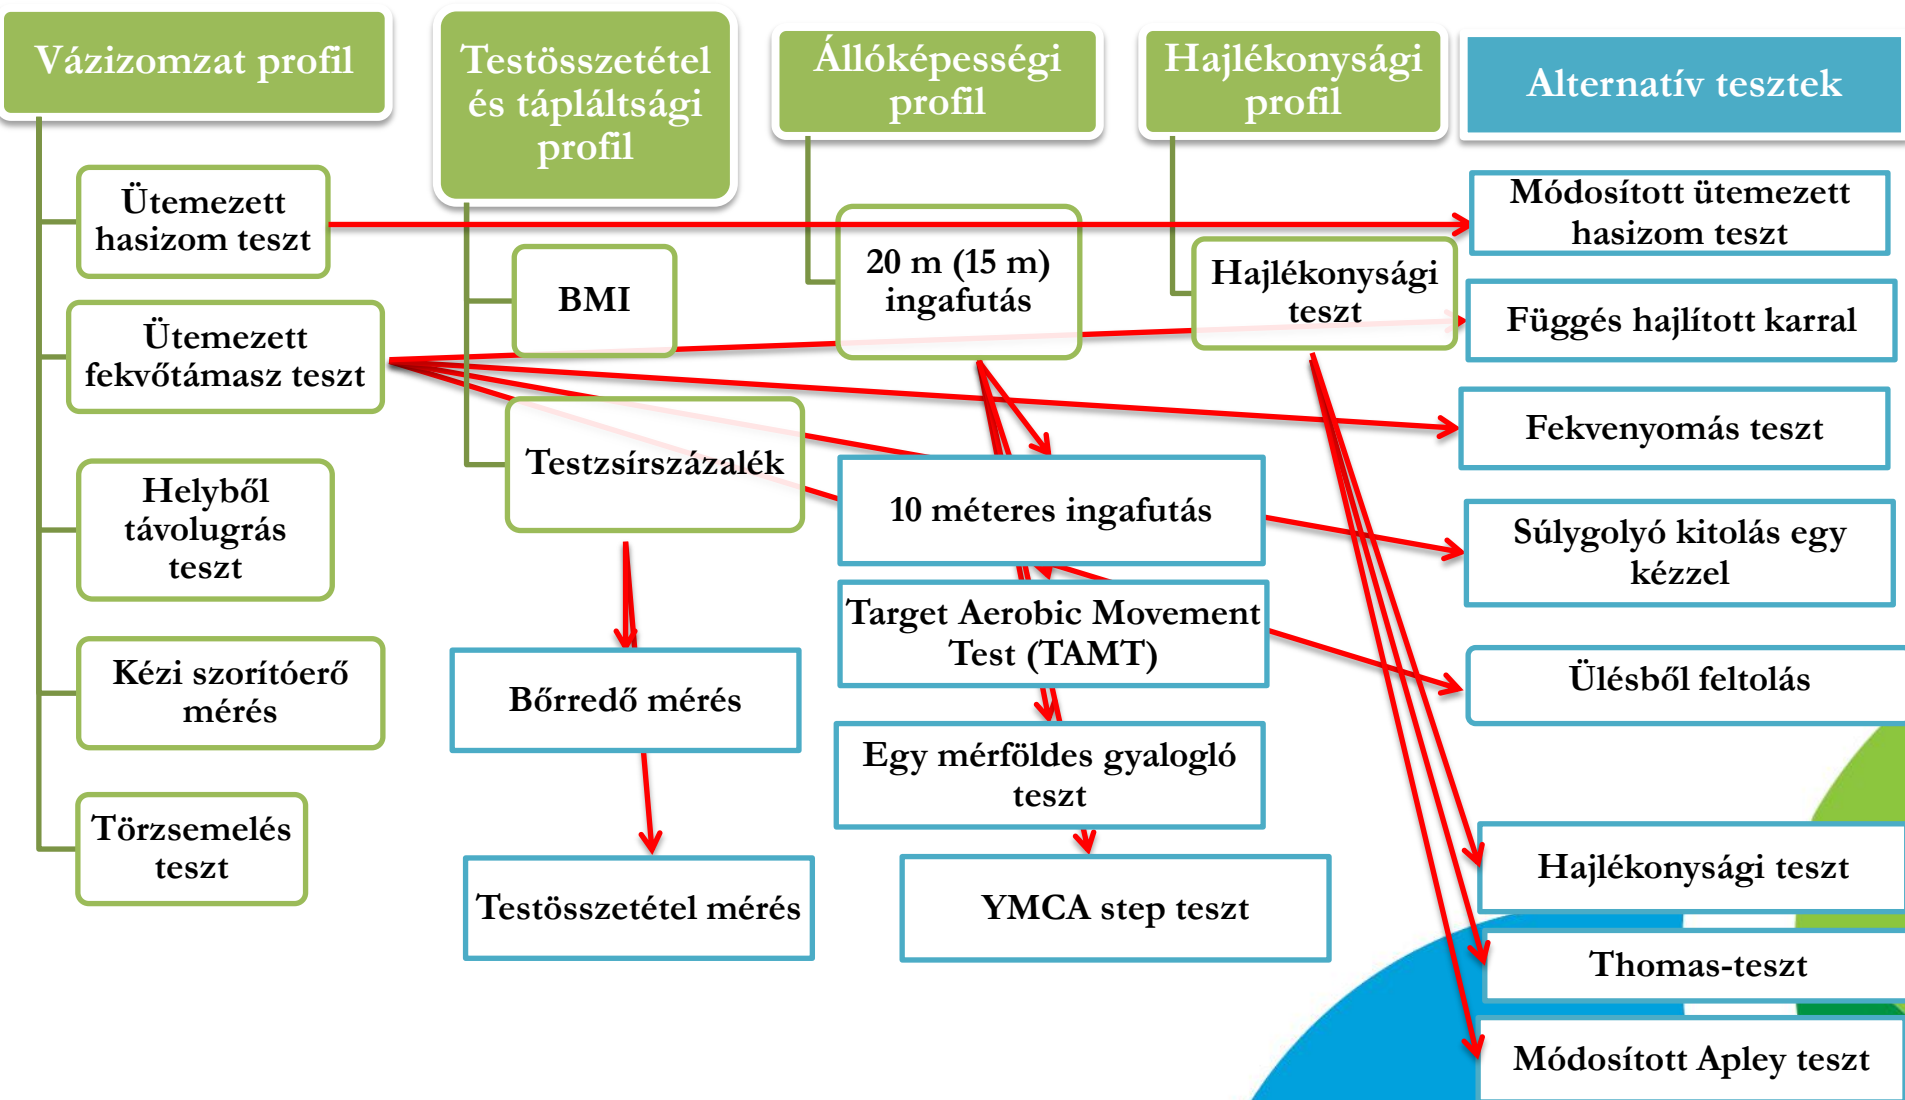 Vázizomzat profil
Ütemezett
hasizom teszt
Ütemezett
fekvőtámasz teszt
Helyből
távolugrás
teszt
Kézi szorítóerő
mérés
Törzsemelés
teszt
Testösszetétel
és tápláltsági
profil
BMI
Testzsírszázalék
Bőrredő mérés
Testösszetétel mérés
Állóképességi
profil
20 m (15 m)
ingafutás
10 méteres ingafutás
Target Aerobic Movement
Test (TAMT)
Egy mérföldes gyalogló
teszt
YMCA step teszt
Hajlékonysági
profil
Hajlékonysági
teszt
Alternatív tesztek
Módosított ütemezett
hasizom teszt
Függés hajlított karral
Fekvenyomás teszt
Súlygolyó kitolás egy
kézzel
Ülésből feltolás
Hajlékonysági teszt
Thomas-teszt
Módosított Apley teszt